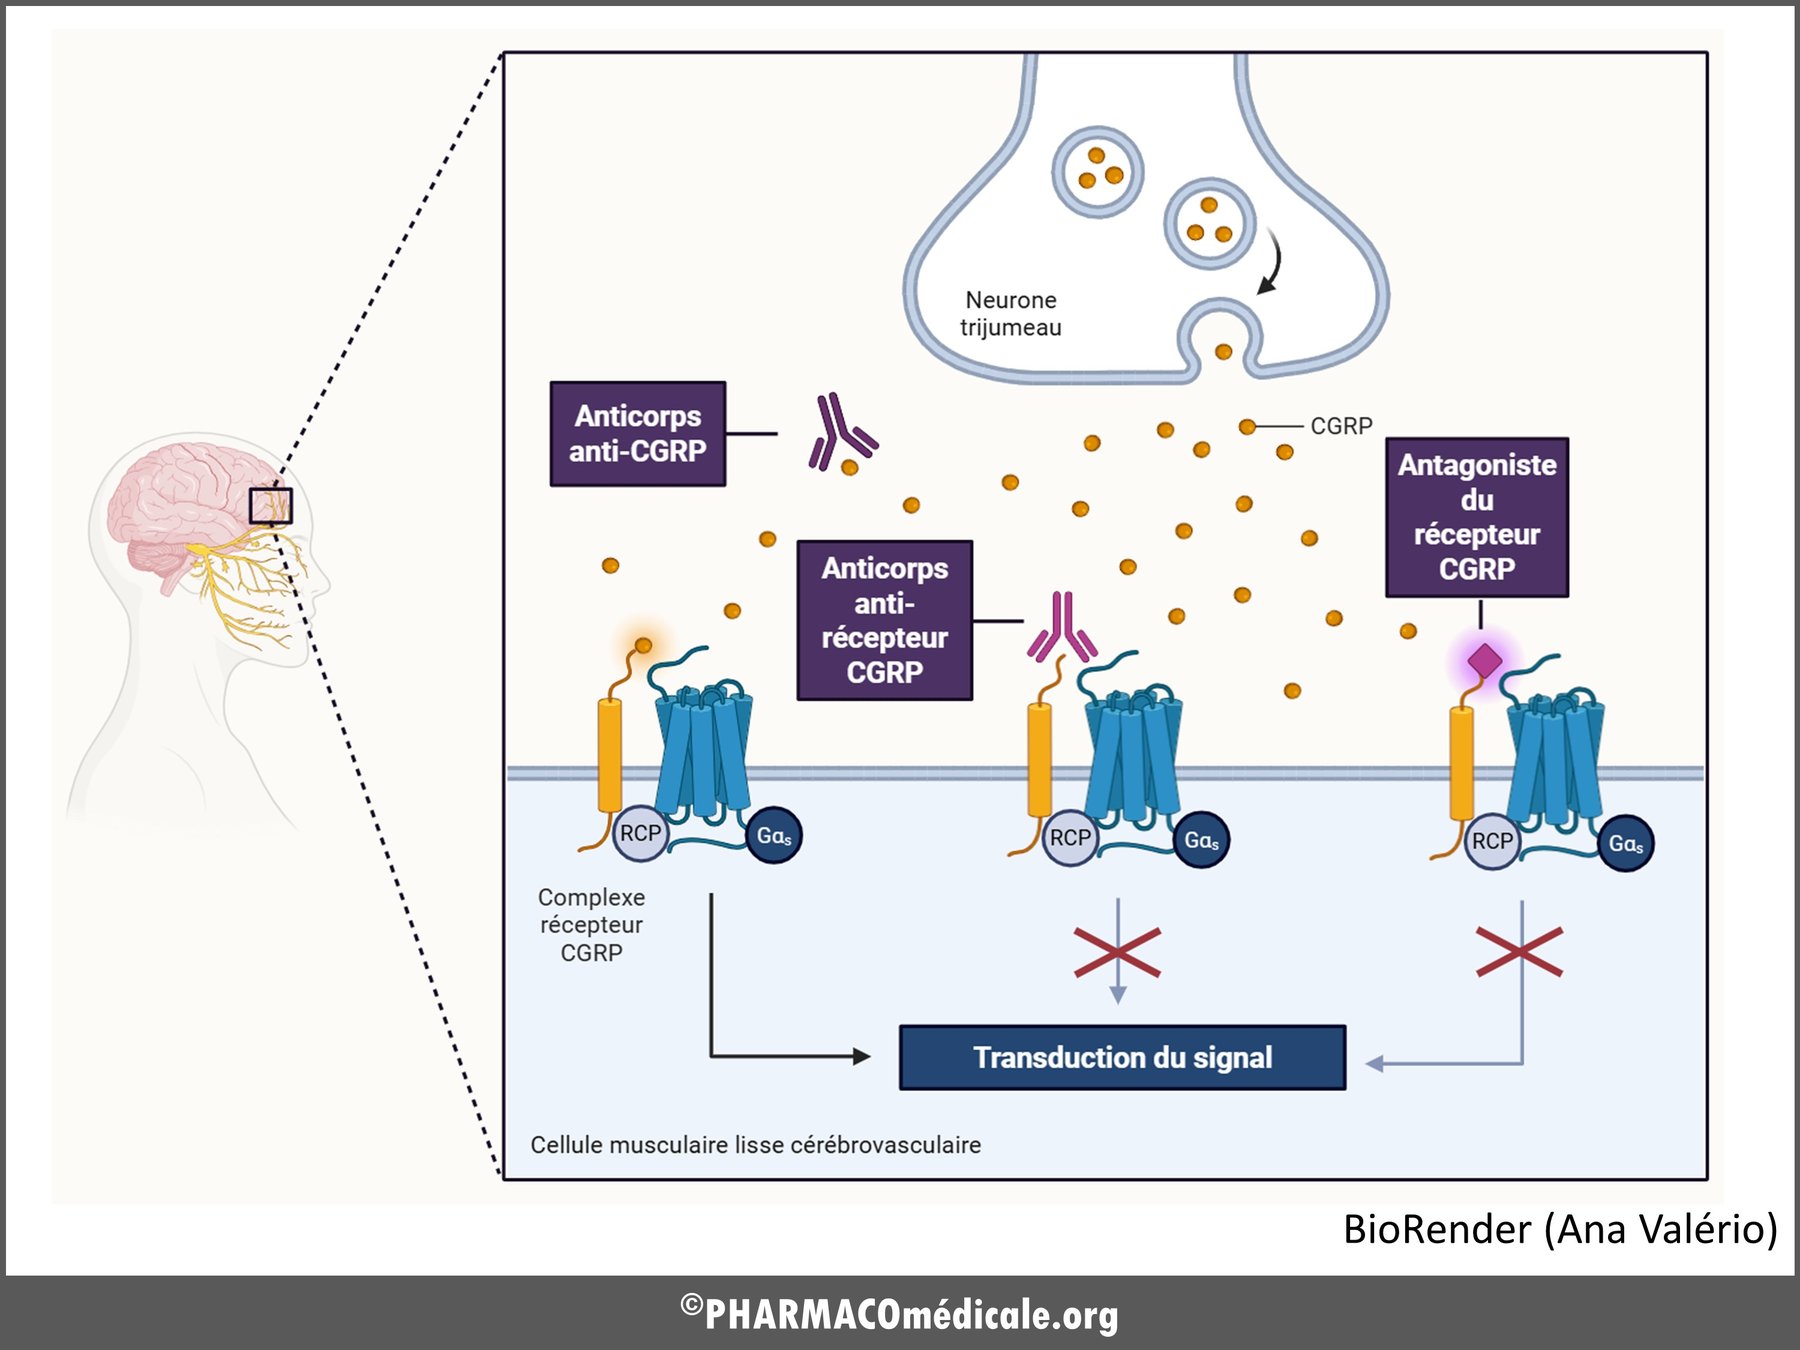 Neurone
trijumeau
Anticorps
anti-CGRP
CGRP
Antagoniste
du
récepteur
CGRP
Anticorps
anti-
récepteur
CGRP
RCP
Gαs
RCP
Gαs
RCP
Gαs
Complexe
récepteur
CGRP
Transduction du signal
Cellule musculaire lisse cérébrovasculaire
BioRender (Ana Valério)
©PHARMACOmédicale.org